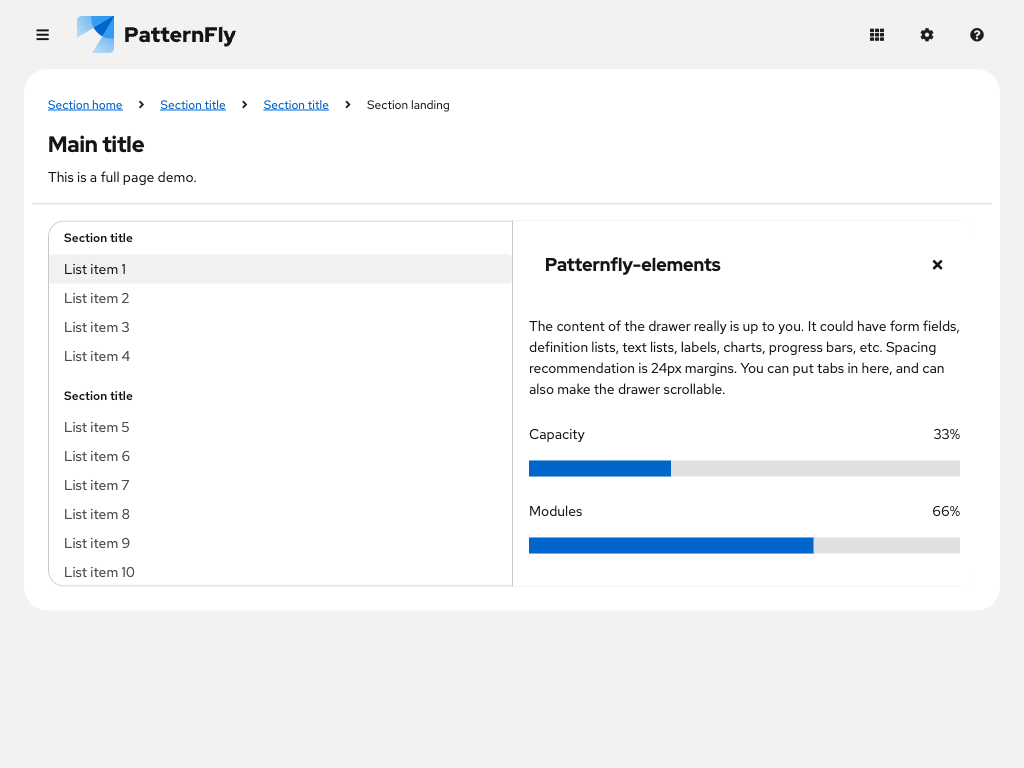 PatternFly
Section home
Section title
Section title
Section landing
Main title
This is a full page demo.
Section title
List item 1
List item 2
List item 3
List item 4
Section title
List item 5
List item 6
List item 7
List item 8
List item 9
List item 10
Patternfly-elements
The content of the drawer really is up to you. It could have form fields,
definition lists, text lists, labels, charts, progress bars, etc. Spacing
recommendation is 24px margins. You can put tabs in here, and can
also make the drawer scrollable.
Capacity 33%
Modules 66%